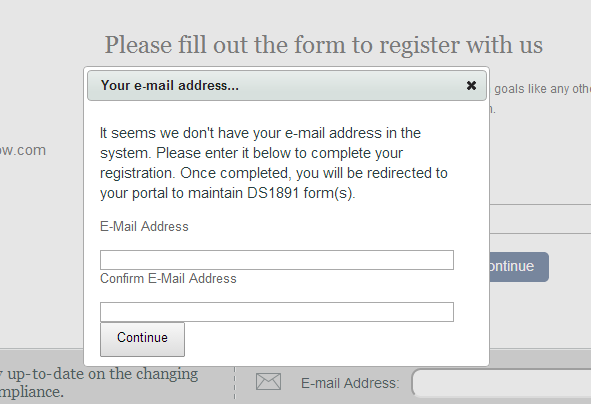 Please fill out the form to register with us
Your e-mail address...
goals like any othe
n.
It seems we don't have your e-mail address in the
system. Please enter it below to complete your
registration. Once completed, you will be redirected to
your portal to maintain DS1891 form(s).
ow.com
E-Mail Address
Confirm E-Mail Address
Continue
ontinue
y up-to-date on the changing
mpliance.
E-mail Address: